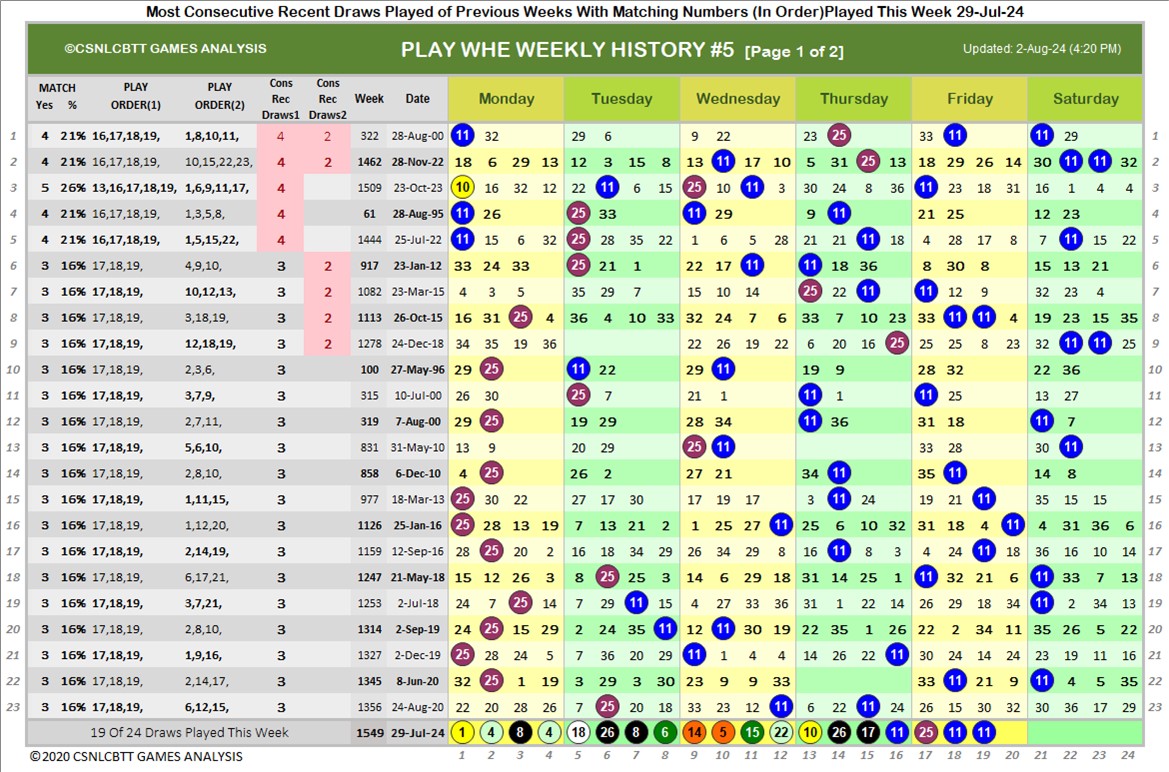 Most Consecutive Recent Draws Played of Previous Weeks With Matching Numbers (In Order)Played This Week 29-Jul-24
©CSNLCBTT GAMES ANALYSIS PLAY WHE WEEKLY HISTORY #5 [Page 1 of 2] Updated: 2-Aug-24 (4:20 PM)
MATCH Yes % PLAY ORDER(1) PLAY ORDER(2) Cons Rec Draws1 Cons Rec Draws2 Week Date Monday Tuesday Wednesday Thursday Friday Saturday
1 4 21% 16,17,18,19, 1,8,10,11, 4 2 322 28-Aug-00 11 32 29 6 9 22 23 25 33 11 11 29 1
2 4 21% 16,17,18,19, 10,15,22,23, 4 2 1462 28-Nov-22 18 6 29 13 12 3 15 8 13 11 17 10 5 31 25 13 18 29 26 14 30 11 11 32 2
3 5 26% 13,16,17,18,19, 1,6,9,11,17, 4 1509 23-Oct-23 10 16 32 12 22 11 6 15 25 10 11 3 30 24 8 36 11 23 18 31 16 1 4 4 3
4 4 21% 16,17,18,19, 1,3,5,8, 4 61 28-Aug-95 11 26 25 33 11 29 9 11 21 25 12 23 4
5 4 21% 16,17,18,19, 1,5,15,22, 4 1444 25-Jul-22 11 15 6 32 25 28 35 22 1 6 5 28 21 21 11 18 4 28 17 8 7 11 15 22 5
6 3 16% 17,18,19, 4,9,10, 3 2 917 23-Jan-12 33 24 33 25 21 1 22 17 11 11 18 36 8 30 8 15 13 21 6
7 3 16% 17,18,19, 10,12,13, 3 2 1082 23-Mar-15 4 3 5 35 29 7 15 10 14 25 22 11 11 12 9 32 23 4 7
8 3 16% 17,18,19, 3,18,19, 3 2 1113 26-Oct-15 16 31 25 4 36 4 10 33 32 24 7 6 33 7 10 23 33 11 11 4 19 23 15 35 8
9 3 16% 17,18,19, 12,18,19, 3 2 1278 24-Dec-18 34 35 19 36 22 26 19 22 6 20 16 25 25 25 8 23 32 11 11 25 9
10 3 16% 17,18,19, 2,3,6, 3 100 27-May-96 29 25 11 22 29 11 19 9 28 32 22 36 10
11 3 16% 17,18,19, 3,7,9, 3 315 10-Jul-00 26 30 25 7 21 1 11 1 11 25 13 27 11
12 3 16% 17,18,19, 2,7,11, 3 319 7-Aug-00 29 25 19 29 28 34 11 36 31 18 11 7 12
13 3 16% 17,18,19, 5,6,10, 3 831 31-May-10 13 9 20 29 25 11 33 28 30 11 13
14 3 16% 17,18,19, 2,8,10, 3 858 6-Dec-10 4 25 26 2 27 21 34 11 35 11 14 8 14
15 3 16% 17,18,19, 1,11,15, 3 977 18-Mar-13 25 30 22 27 17 30 17 19 17 3 11 24 19 21 11 35 15 15 15
16 3 16% 17,18,19, 1,12,20, 3 1126 25-Jan-16 25 28 13 19 7 13 21 2 1 25 27 11 25 6 10 32 31 18 4 11 4 31 36 6 16
17 3 16% 17,18,19, 2,14,19, 3 1159 12-Sep-16 28 25 20 2 16 18 34 29 26 34 29 8 16 11 8 3 4 24 11 18 36 16 10 14 17
18 3 16% 17,18,19, 6,17,21, 3 1247 21-May-18 15 12 26 3 8 25 25 3 14 6 29 18 31 14 25 1 11 32 21 6 11 33 7 13 18
19 3 16% 17,18,19, 3,7,21, 3 1253 2-Jul-18 24 7 25 14 7 29 11 15 4 27 33 36 31 1 22 14 26 29 18 34 11 2 34 13 19
20 3 16% 17,18,19, 2,8,10, 3 1314 2-Sep-19 24 25 15 29 2 24 35 11 12 11 30 19 22 35 1 26 22 2 34 11 35 26 5 22 20
21 3 16% 17,18,19, 1,9,16, 3 1327 2-Dec-19 25 28 24 5 7 36 20 29 11 1 4 4 14 26 22 11 30 24 14 24 23 19 11 16 21
22 3 16% 17,18,19, 2,14,17, 3 1345 8-Jun-20 32 25 1 19 3 29 3 30 23 9 9 33 33 11 21 9 11 4 5 35 22
23 3 16% 17,18,19, 6,12,15, 3 1356 24-Aug-20 22 20 28 26 7 25 20 18 33 23 12 11 6 22 11 24 26 15 30 32 30 36 17 29 23
19 Of 24 Draws Played This Week 1549 29-Jul-24 1 4 8 4 18 26 8 6 14 5 15 22 10 26 17 11 25 11 11
©2020 CSNLCBTT GAMES ANALYSIS 1 2 3 4 5 6 7 8 9 10 11 12 13 14 15 16 17 18 19 20 21 22 23 24